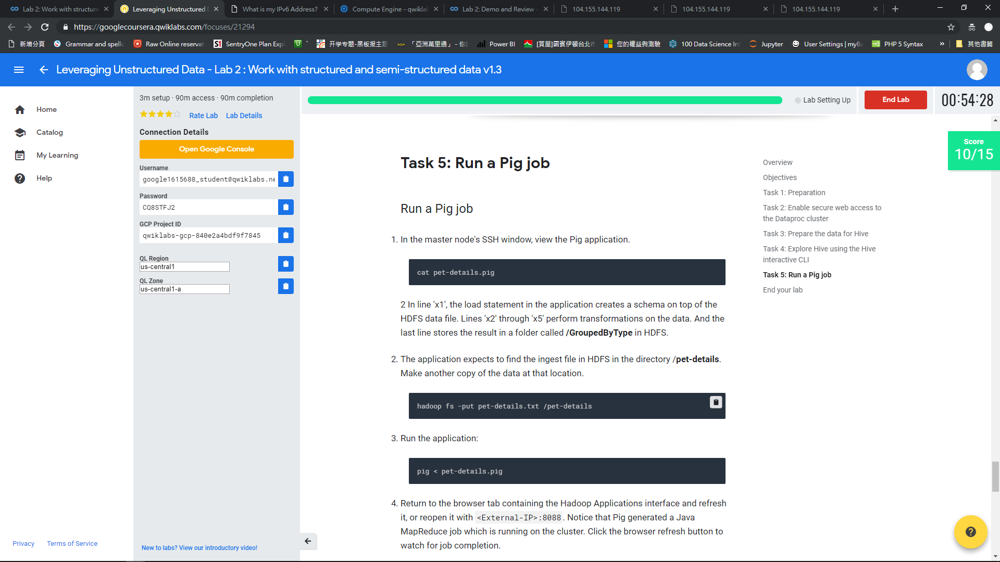 Lab 2: Work with structure
Leveraging Unstructured D
What is my IPv6 Address?
Compute Engine - qwikla
Lab 2: Demo and Review -
104.155.144.119
104.155.144.119
104.155.144.119
https://googlecoursera.qwiklabs.com/focuses/21294
新增分頁
Grammar and spell
Raw Online reservat
SentryOne Plan Expl
`
开学专题-黑板报主题
「亞洲萬里通」 - 你
Power BI
[買屋]國賓伊頓台北市
您的權益與測驗
100 Data Science In
Jupyter
User Settings | myBa
PHP 5 Syntax
»
其他書籤
Leveraging Unstructured Data - Lab 2 : Work with structured and semi-structured data v1.3
Home
Catalog
My Learning
Help
Privacy
Terms of Service
3m setup · 90m access · 90m completion
Rate Lab
Lab Details
Connection Details
Open Google Console
Username
google1615688_student@qwiklabs.ne
Password
CQ8STFJ2
GCP Project ID
qwiklabs-gcp-840e2a4bdf9f7845
QL Region
us-central1
QL Zone
us-central1-a
New to labs? View our introductory video!
Lab Setting Up
End Lab
00:54:28
Score
10/15
Task 5: Run a Pig job
Run a Pig job
1. In the master node's SSH window, view the Pig application.
cat pet-details.pig
2 In line 'x1', the load statement in the application creates a schema on top of the
HDFS data file. Lines 'x2' through 'x5' perform transformations on the data. And the
last line stores the result in a folder called /GroupedByType in HDFS.
2. The application expects to find the ingest file in HDFS in the directory /pet-details.
Make another copy of the data at that location.
hadoop fs -put pet-details.txt /pet-details
3. Run the application:
pig < pet-details.pig
4. Return to the browser tab containing the Hadoop Applications interface and refresh
it, or reopen it with <External-IP>:8088. Notice that Pig generated a Java
MapReduce job which is running on the cluster. Click the browser refresh button to
watch for job completion.
Overview
Objectives
Task 1: Preparation
Task 2: Enable secure web access to
the Dataproc cluster
Task 3: Prepare the data for Hive
Task 4: Explore Hive using the Hive
interactive CLI
Task 5: Run a Pig job
End your lab